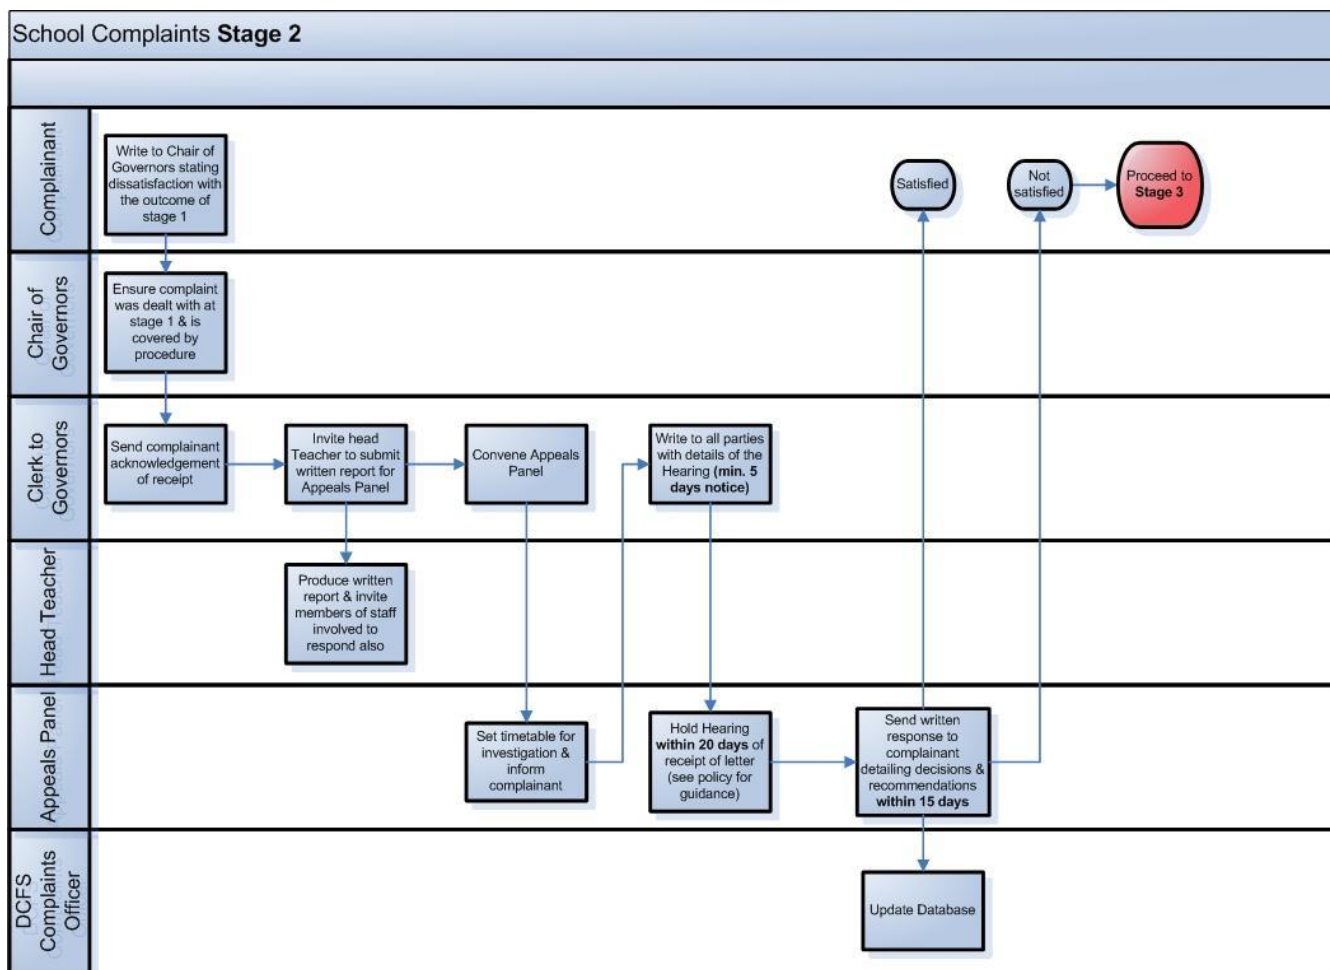 School Complaints Stage 2
Complainant
Write to Chair of
Governors stating
dissatisfaction with
the outcome of
stage 1
Satisfied
Not
satisfied
Proceed to
Stage 3
Chair of
Governors
Ensure complaint
was dealt with at
stage 1 & is
covered by
procedure
Clerk to
Governors
Send complainant
acknowledgement
of receipt
Invite head
Teacher to submit
written report for
Appeals Panel
Convene Appeals
Panel
Write to all parties
with details of the
Hearing (min. 5
days notice)
Head Teacher
Produce written
report & invite
members of staff
involved to
respond also
Appeals Panel
Set timetable for
investigation &
inform
complainant
Hold Hearing
within 20 days of
receipt of letter
(see policy for
guidance)
Send written
response to
complainant
detailing decisions &
recommendations
within 15 days
DCFS
Complaints
Officer
Update Database